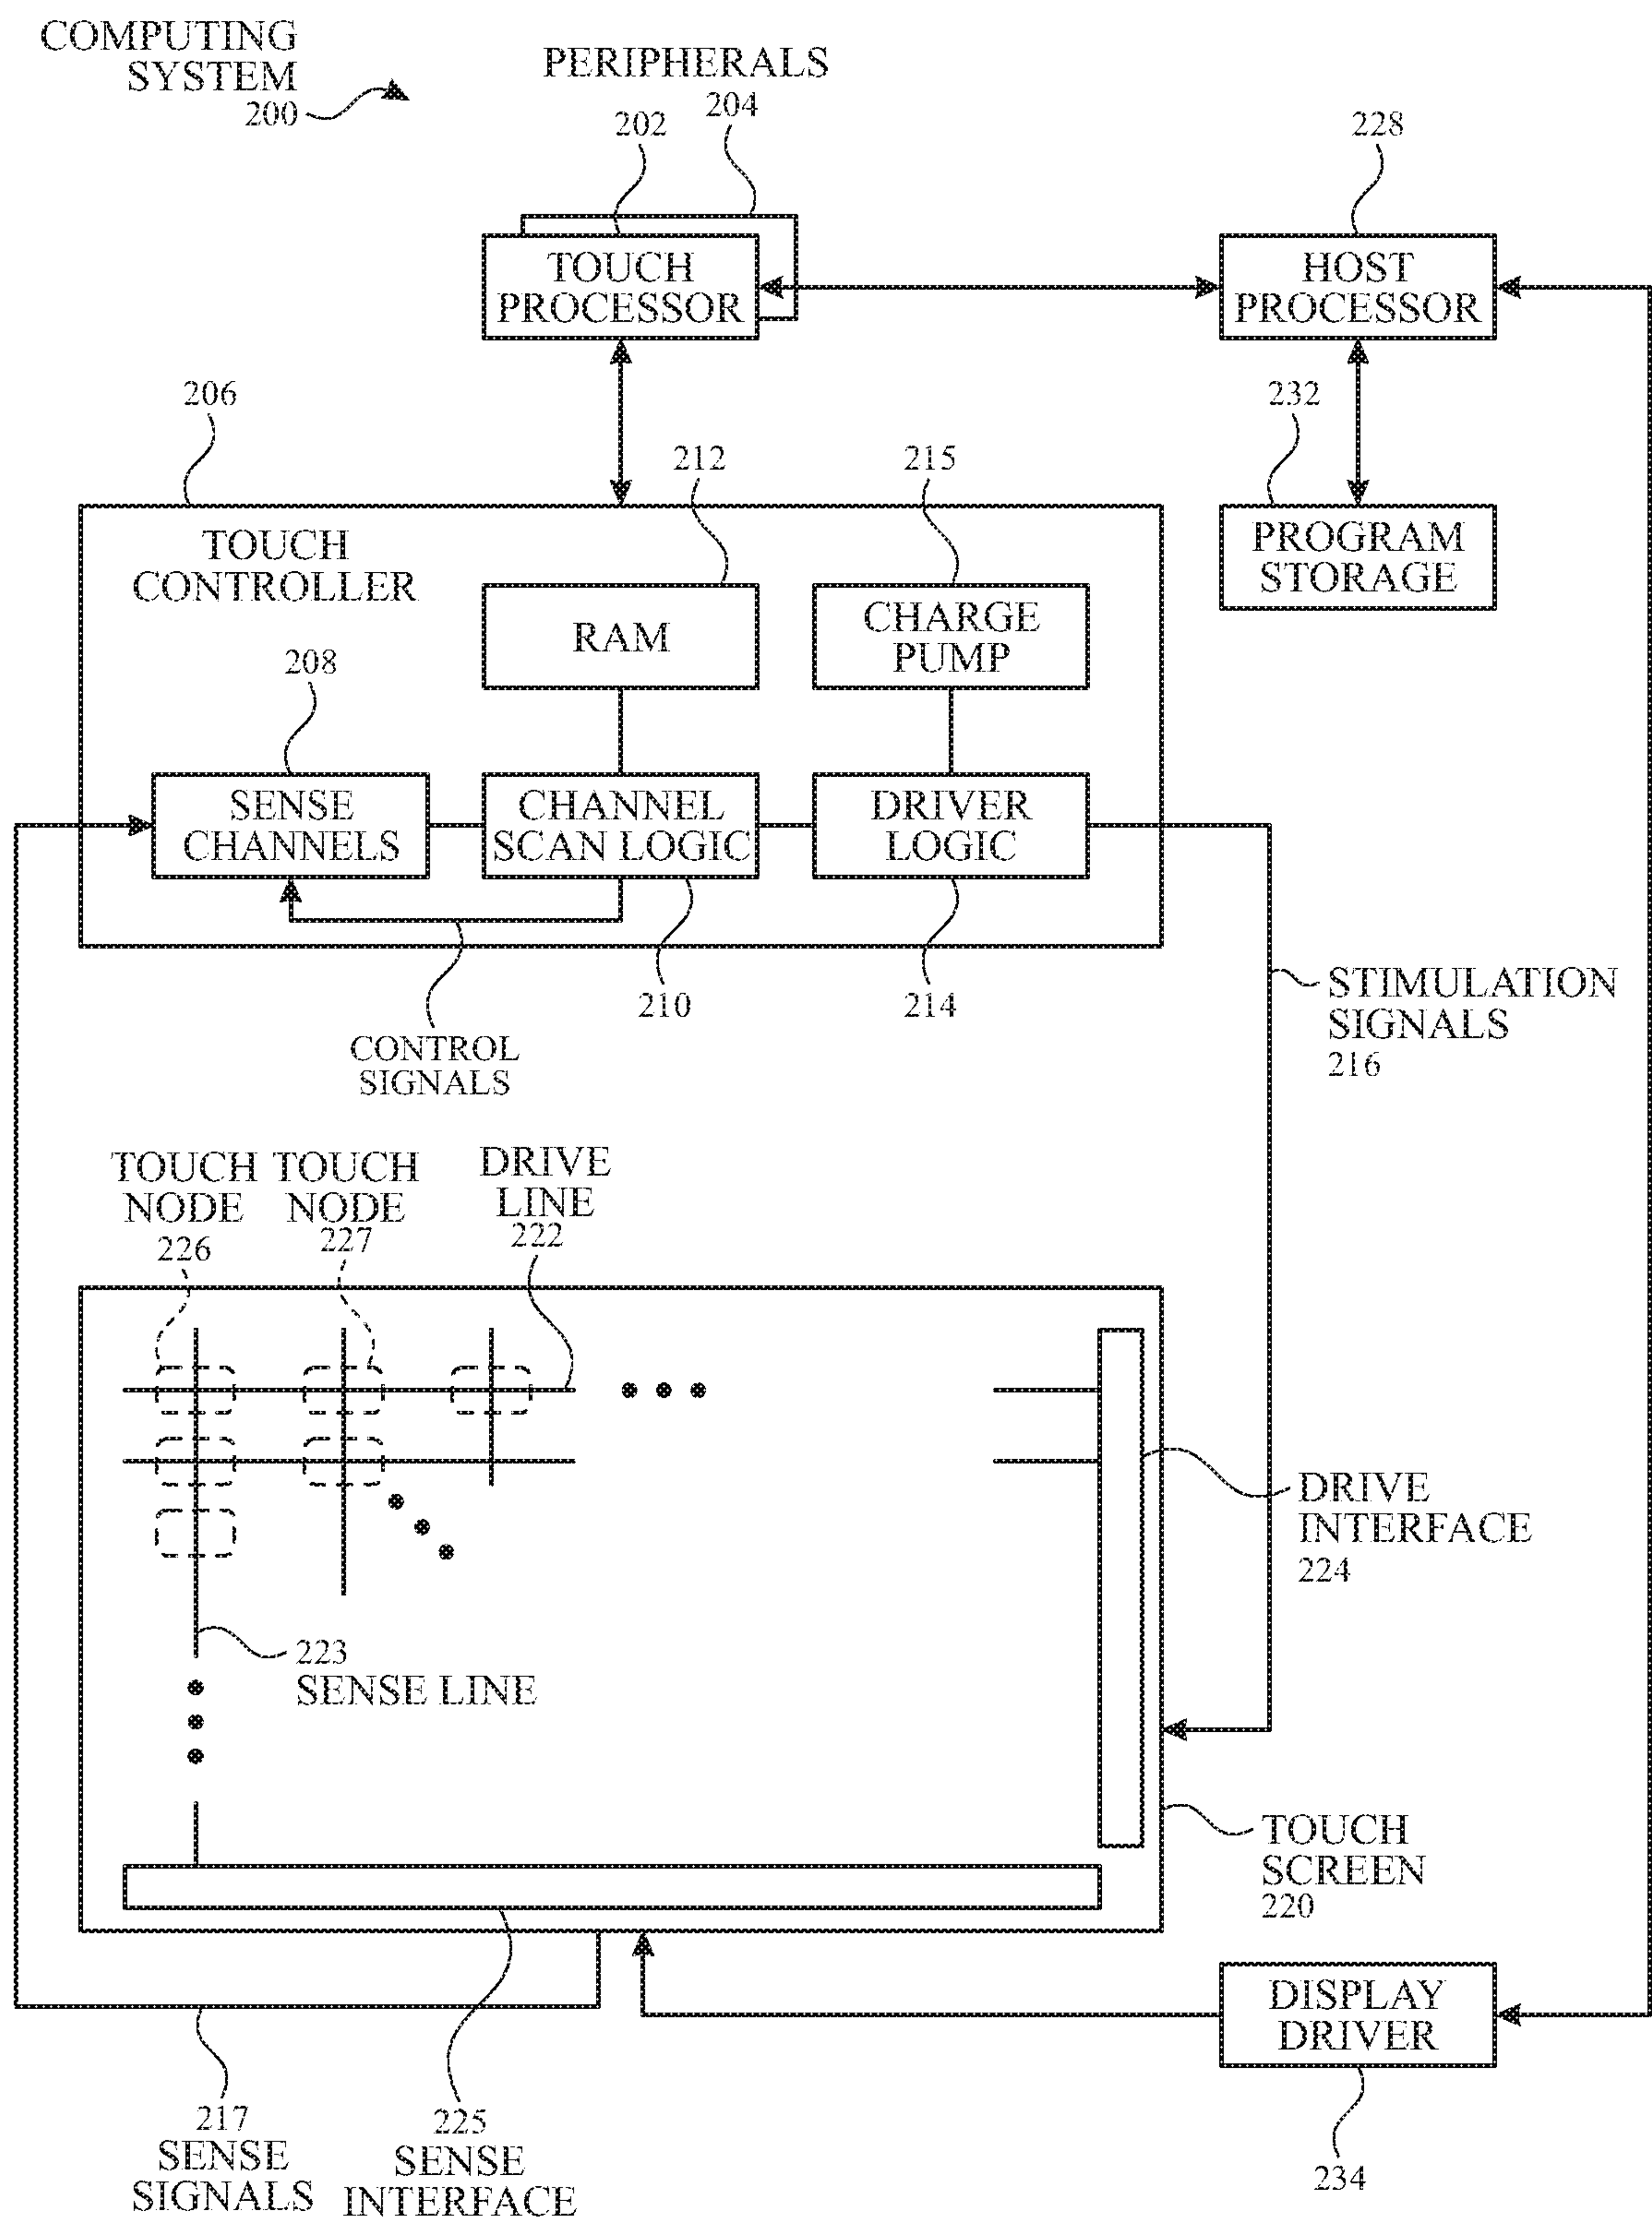 COMPUTING
SYSTEM
200
PERIPHERALS
204
202
228
TOUCH
PROCESSOR
HOST
PROCESSOR
206
212
215
232
TOUCH
CONTROLLER
RAM
CHARGE
PUMP
PROGRAM
STORAGE
208
SENSE
CHANNELS
CHANNEL
SCAN LOGIC
DRIVER
LOGIC
210
214
CONTROL
SIGNALS
STIMULATION
SIGNALS
216
TOUCH
NODE
226
TOUCH
NODE
227
DRIVE
LINE
222
DRIVE
INTERFACE
224
223
SENSE LINE
TOUCH
SCREEN
220
DISPLAY
DRIVER
234
217
SENSE
SIGNALS
225
SENSE
INTERFACE